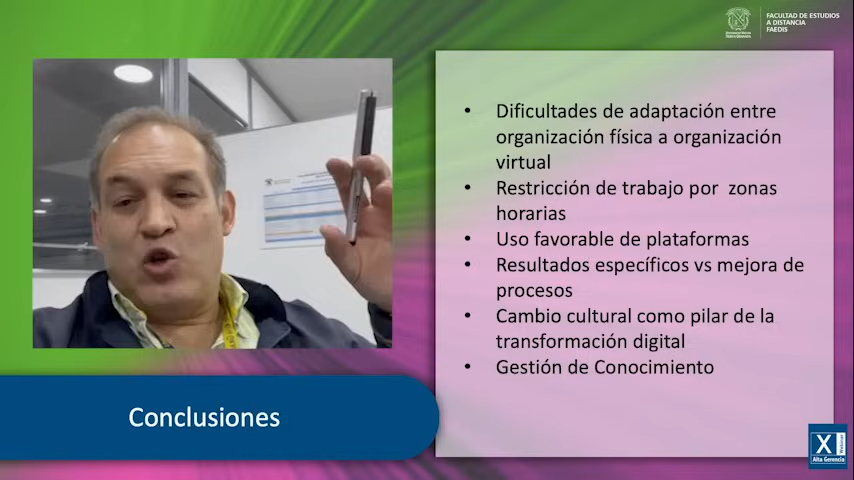 FACULTAD DE ESTUDIOS
A DISTANCIA
FAEDIS
• Dificultades de adaptación entre
organización física a organización
virtual
• Restricción de trabajo por zonas
horarias
• Uso favorable de plataformas
• Resultados específicos vs mejora de
procesos
• Cambio cultural como pilar de la
transformación digital
• Gestión de Conocimiento
Conclusiones
XI
Alta Gerencia